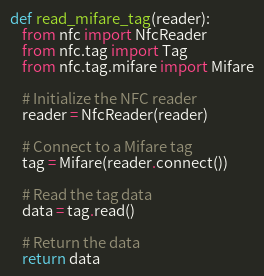 def read_mifare_tag(reader):
from nfc import NfcReader
from nfc.tag import Tag
from nfc.tag.mifare import Mifare
# Initialize the NFC reader
reader = NfcReader(reader)
# Connect to a Mifare tag
tag = Mifare(reader.connect())
# Read the tag data
data = tag.read()
# Return the data
return data